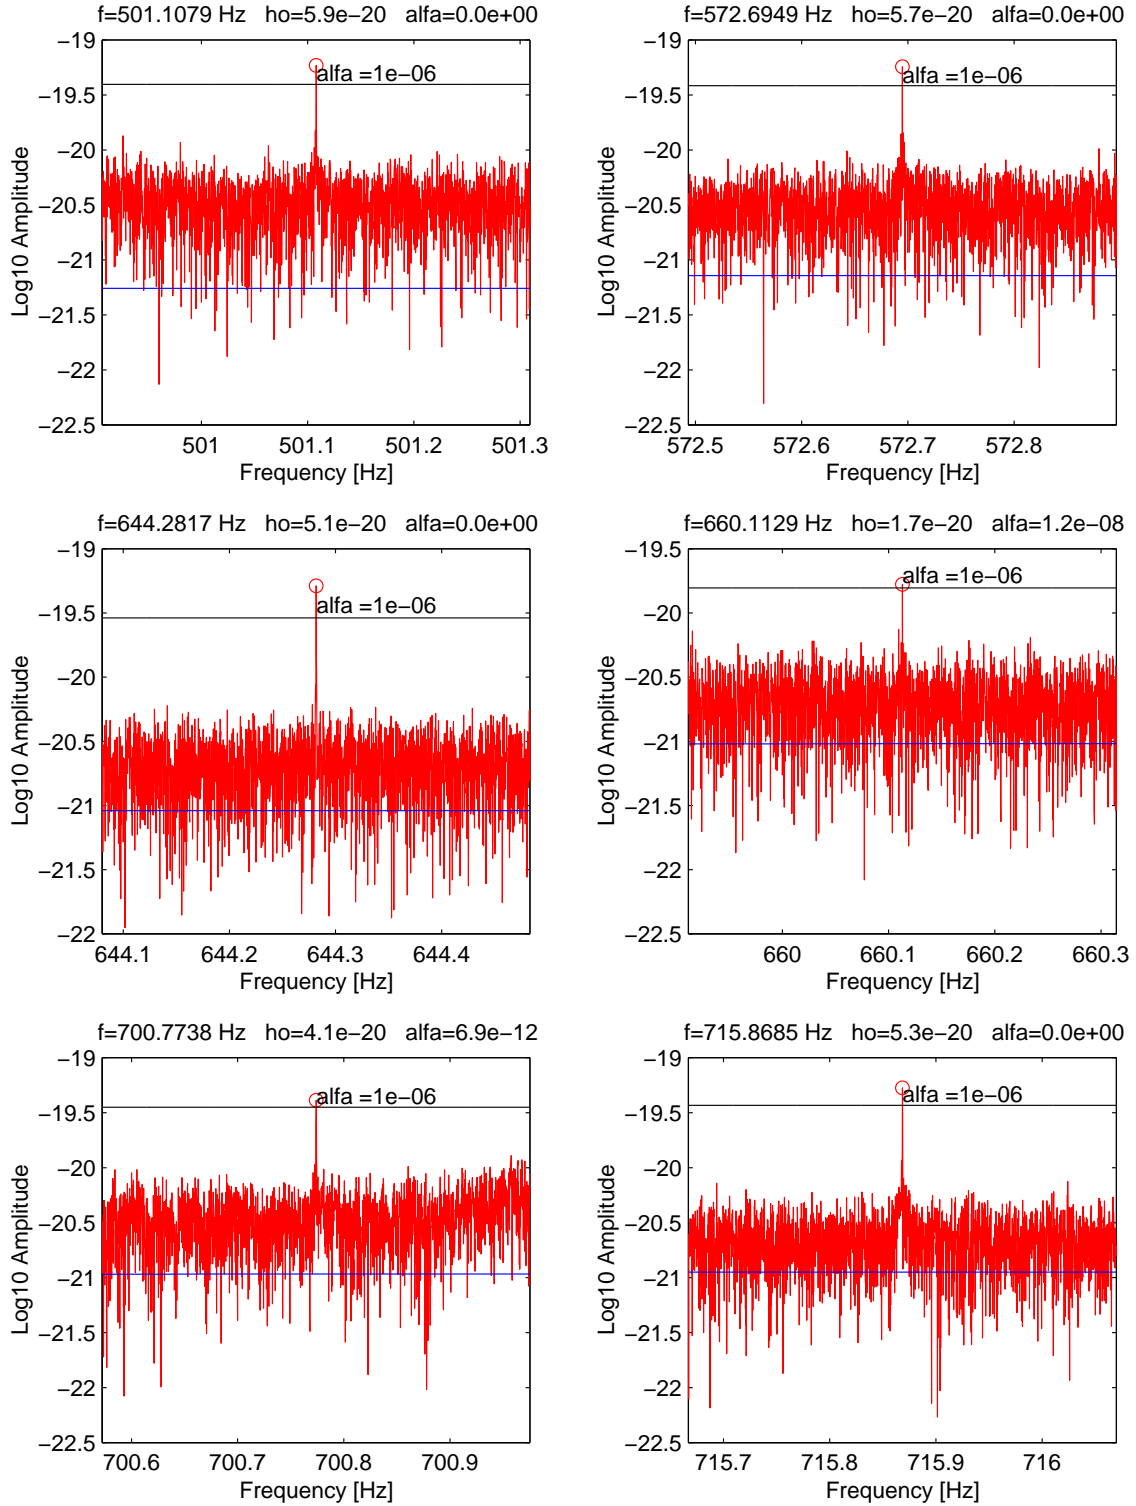 f=501.1079 Hz ho=5.9e−20 alfa=0.0e+00
−19
alfa =1e−06
−19.5
−20
−20.5
−21
−21.5
−22
−22.5
Log10 Amplitude
501 501.1 501.2 501.3
Frequency [Hz]
f=572.6949 Hz ho=5.7e−20 alfa=0.0e+00
−19
alfa =1e−06
−19.5
−20
−20.5
−21
−21.5
−22
−22.5
Log10 Amplitude
572.5 572.6 572.7 572.8
Frequency [Hz]
f=644.2817 Hz ho=5.1e−20 alfa=0.0e+00
−19
alfa =1e−06
−19.5
−20
−20.5
−21
−21.5
−22
Log10 Amplitude
644.1 644.2 644.3 644.4
Frequency [Hz]
f=660.1129 Hz ho=1.7e−20 alfa=1.2e−08
−19.5
alfa =1e−06
−20
−20.5
−21
−21.5
−22
−22.5
Log10 Amplitude
660 660.1 660.2 660.3
Frequency [Hz]
f=700.7738 Hz ho=4.1e−20 alfa=6.9e−12
−19
alfa =1e−06
−19.5
−20
−20.5
−21
−21.5
−22
−22.5
Log10 Amplitude
700.6 700.7 700.8 700.9
Frequency [Hz]
f=715.8685 Hz ho=5.3e−20 alfa=0.0e+00
−19
alfa =1e−06
−19.5
−20
−20.5
−21
−21.5
−22
−22.5
Log10 Amplitude
715.7 715.8 715.9 716
Frequency [Hz]